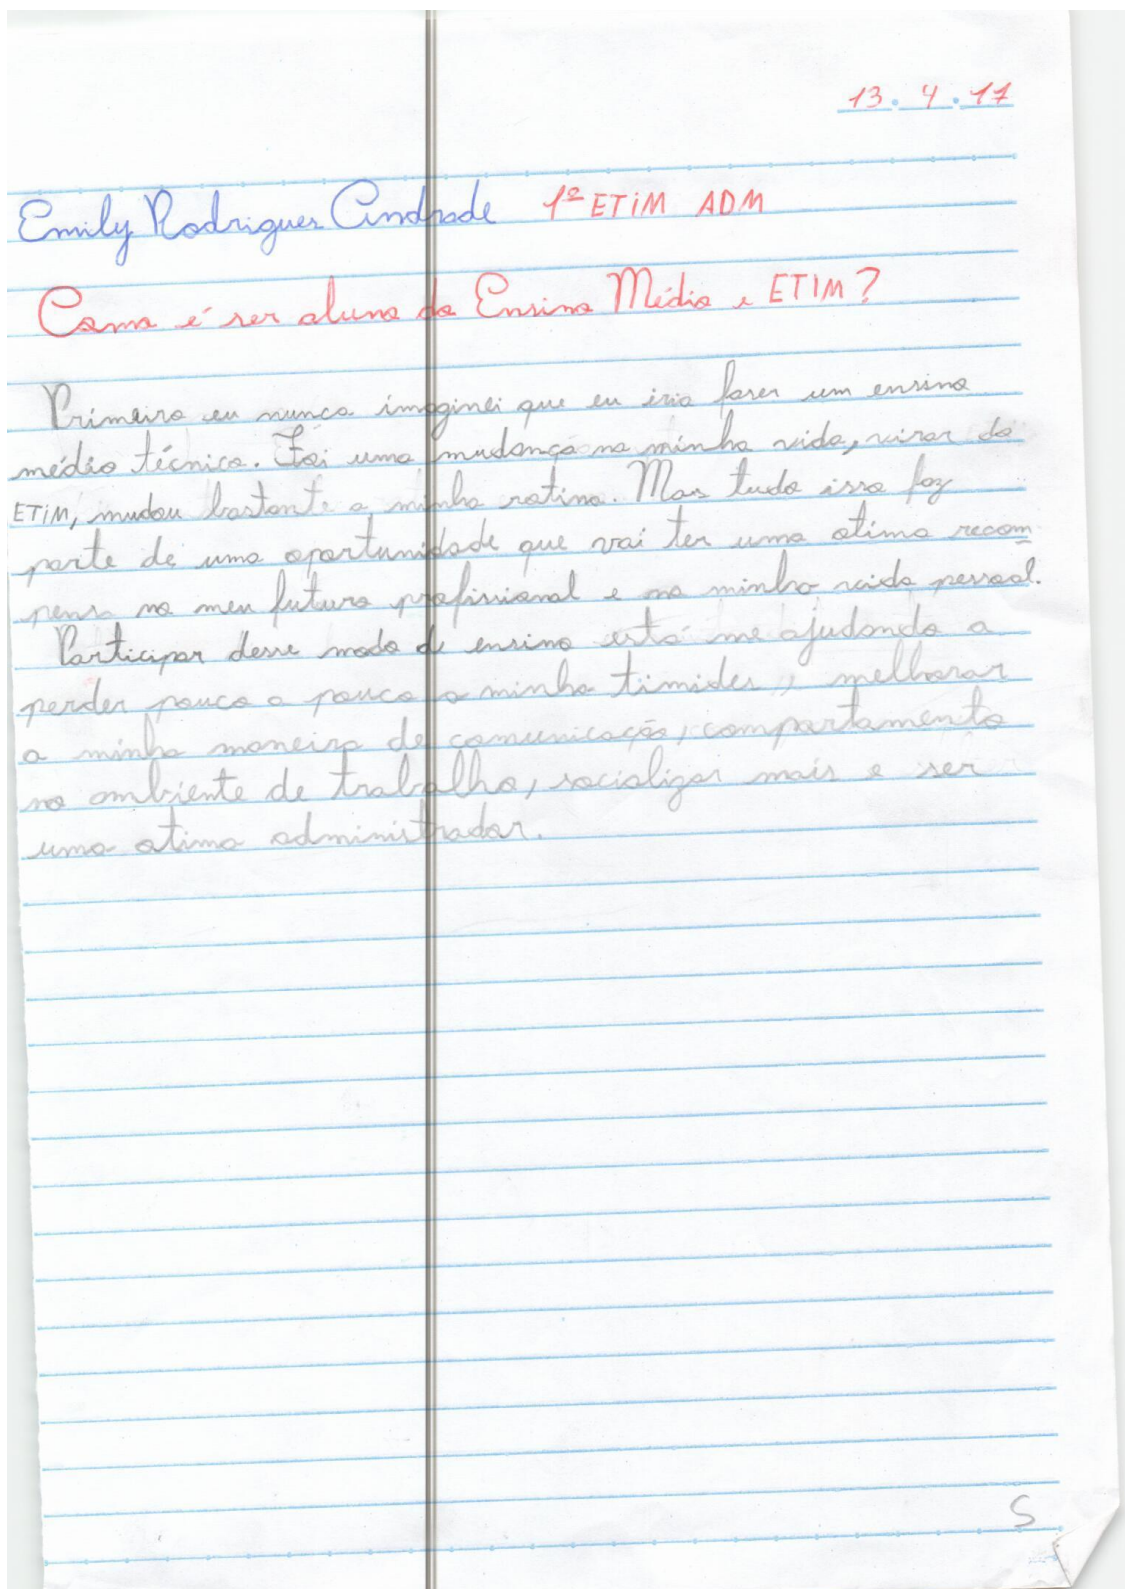 13.4.17
Emily Rodrigues Andrade 1º ETIM ADM
Como é ser aluno do Ensino Médio e ETIM?
Primeiro eu nunca imaginei que eu iria fazer um ensino
médio técnico. Foi uma mudança na minha vida, virar do
ETIM, mudou bastante a minha rotina. Mas tudo isso faz
parte de uma oportunidade que vai ter uma otima recom
pensa no meu futuro profissional e na minha vida pessoal.
Participar desse modo de ensino está me ajudando a
perder pouco a pouco a minha timides, melhorar
a minha maneira de comunicação, comportamento
no ambiente de trabalho, socializar mais e ser
uma otima adminitrador.
S